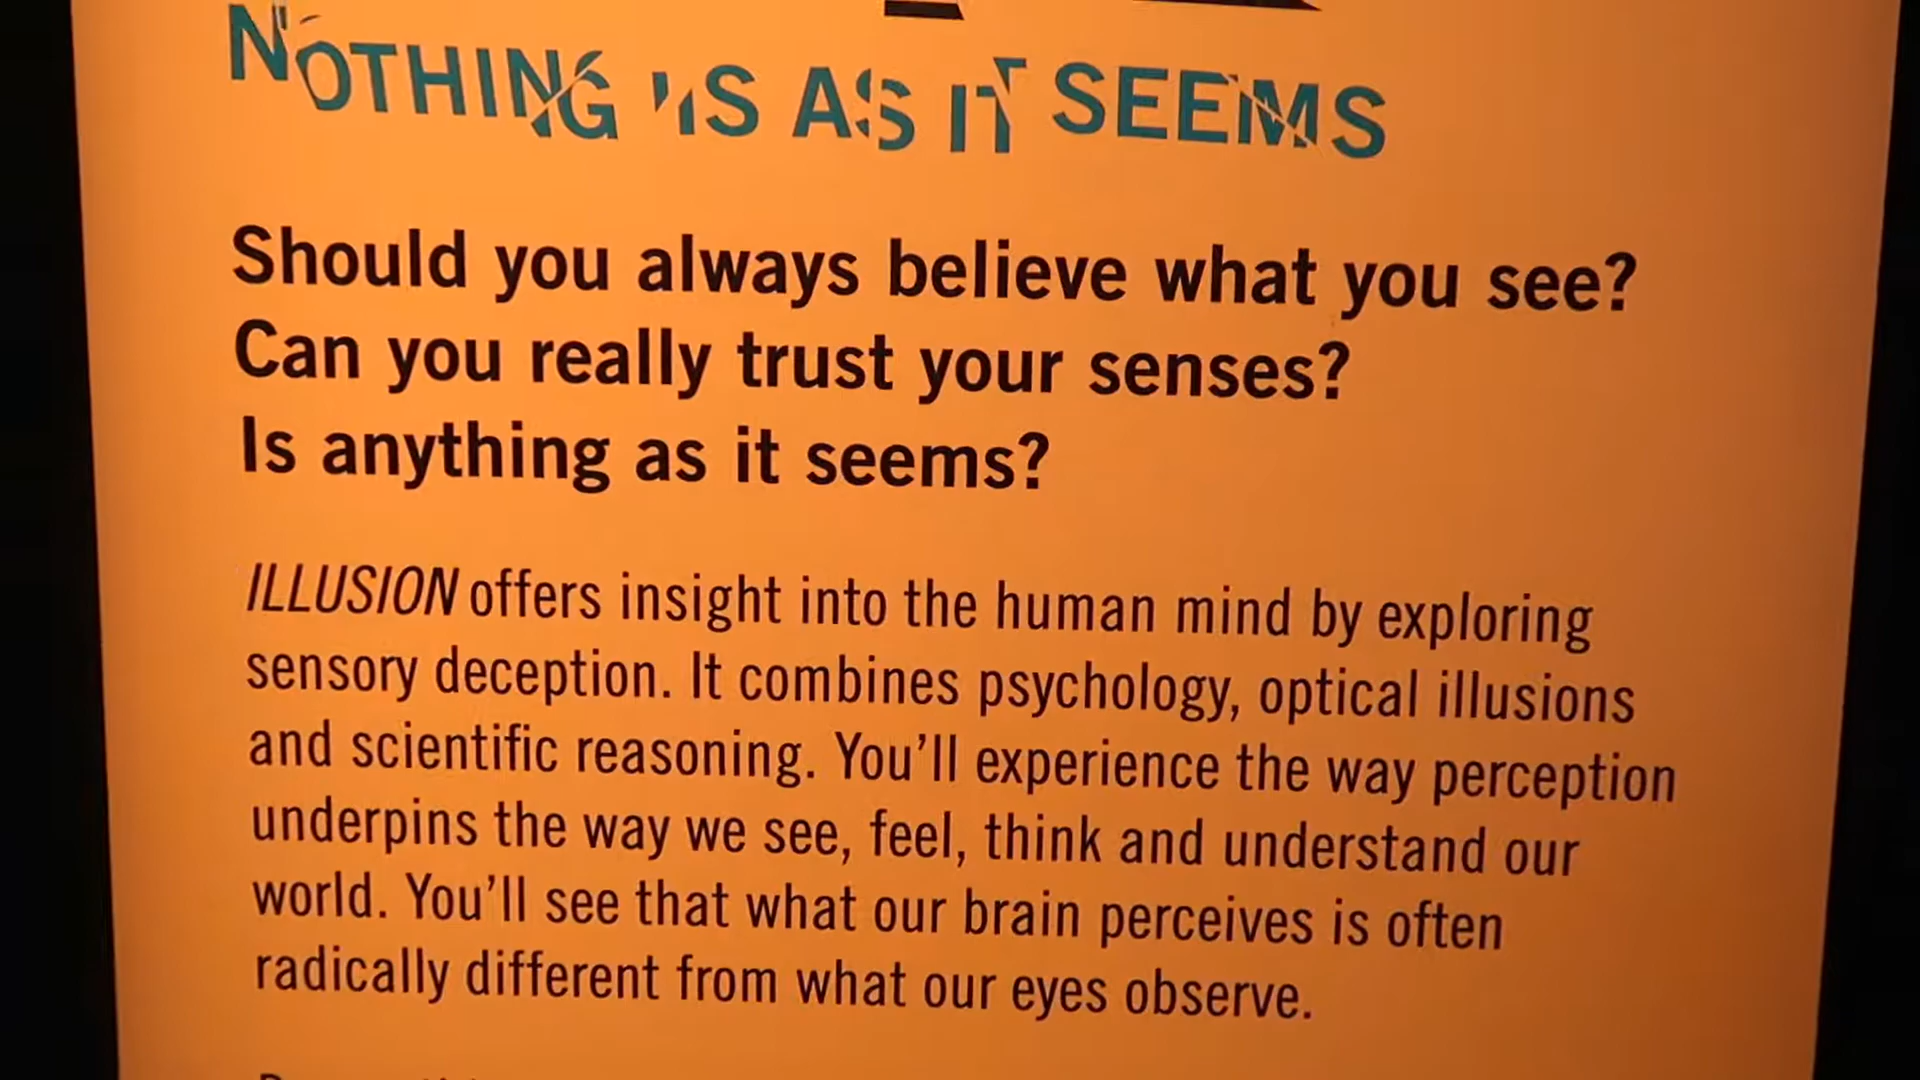 NOTHING IS AS IT SEEMS
Should you always believe what you see?
Can you really trust your senses?
Is anything as it seems?
ILLUSION offers insight into the human mind by exploring
sensory deception. It combines psychology, optical illusions
and scientific reasoning. You’ll experience the way perception
underpins the way we see, feel, think and understand our
world. You’ll see that what our brain perceives is often
radically different from what our eyes observe.